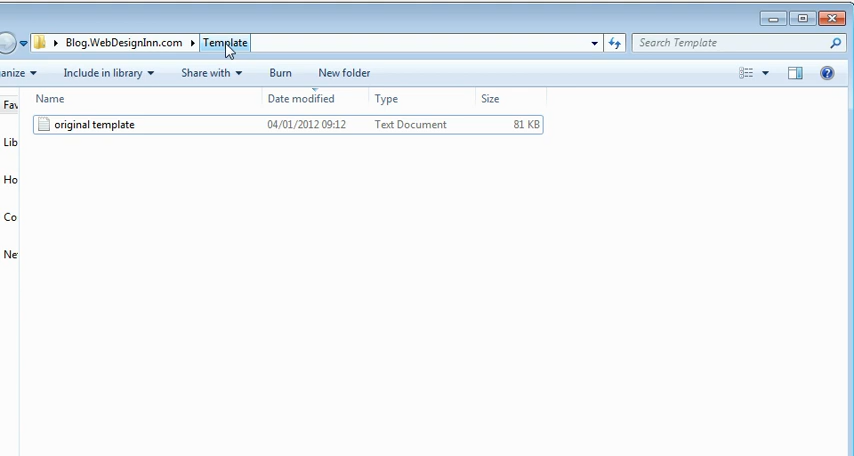 Blog.WebDesignInn.com Template Search Template
anize Include in library Share with Burn New folder
Name Date modified Type Size
original template 04/01/2012 09:12 Text Document 81 KB
Fav
Lib
Ho
Co
Ne